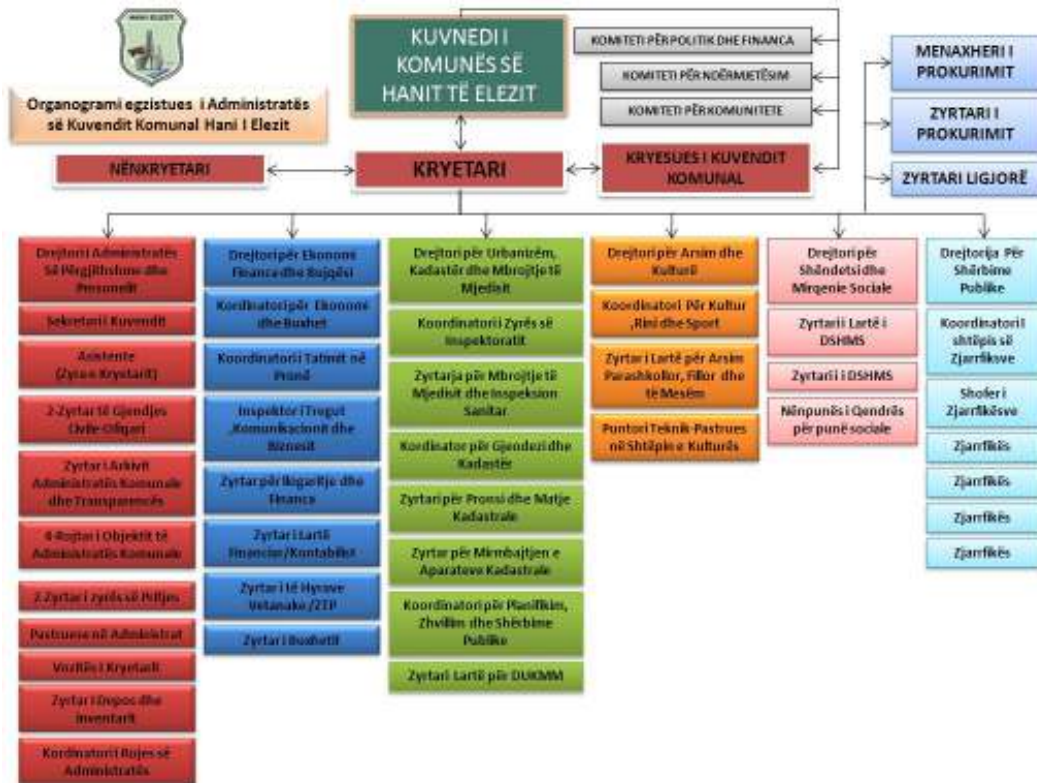 HANI I ELEZIT
Organogrami egzistues i Administratës
së Kuvendit Komunal Hani I Elezit
KUVNEDI I
KOMUNËS SË
HANIT TË ELEZIT
KOMITETI PËR POLITIK DHE FINANCA
KOMITETI PËR NDËRMJETËSIM
KOMITETI PËR KOMUNITETE
MENAXHERI I
PROKURIMIT
ZYRTARI I
PROKURIMIT
ZYRTARI LIGJORË
NËNKRYETARI
KRYETARI
KRYESUES I KUVENDIT
KOMUNAL
Drejtori i Administratës
Së Përgjithshme dhe
Personelit
Sekretari i Kuvendit
Asistente
(Zyra e Kryetarit)
2-Zyrtar të Gjendjes
Civile-Ofiqari
Zyrtar i Arkivit
Administratës Komunale
dhe Transparencës
4-Rojtar i Objektit të
Administratës Komunale
2-Zyrtar i zyrës së Pritjes
Pastruese në Administrat
Vozitës i Kryetarit
Zyrtar i Depos dhe
inventarit
Kordinatori i Rojes së
Administratës
Drejtori për Ekonomi
Financa dhe Bujqësi
Kordinatori për Ekonomi
dhe Buxhet
Koordinatori i Tatimit në
Pronë
Inspektor i Tregut
,Komunikacionit dhe
Biznesit
Zyrtar për llogaritje dhe
Financa
Zyrtar i Lartë
Financiar/Kontabilist
Zyrtar i të Hyrave
Vetanake /ZTP
Zyrtar i Buxhetit
Drejtori për Urbanizëm,
Kadastër dhe Mbrojtje të
Mjedisit
Koordinatori i Zyrës së
Inspektoratit
Zyrtarja për Mbrojtje të
Mjedisit dhe Inspeksion
Sanitar
Kordinator për Gjeodezi dhe
Kadastër
Zyrtari për Pronsi dhe Matje
Kadastrale
Zyrtar për Mirmbajtjen e
Aparateve Kadastrale
Koordinatori për Planifikim,
Zhvillim dhe Shërbime
Publike
Zyrtari Lartë për DUKMM
Drejtori për Arsim dhe
Kulturë
Koordinatori Për Kultur
,Rini dhe Sport
Zyrtar i Lartë për Arsim
Parashkollor, Fillor dhe
të Mesëm
Puntori Teknik-Pastrues
në Shtëpin e Kulturës
Drejtori për
Shëndetsi dhe
Mirqenie Sociale
Zyrtari i Lartë i
DSHMS
Zyrtari i i DSHMS
Nënpunës i Qendrës
për punë sociale
Drejtorija Për
Shërbime
Publike
Koordinatori I
shtëpis së
Zjarrfiksve
Shofer i
Zjarrfikësve
Zjarrfikës
Zjarrfikës
Zjarrfikës
Zjarrfikës